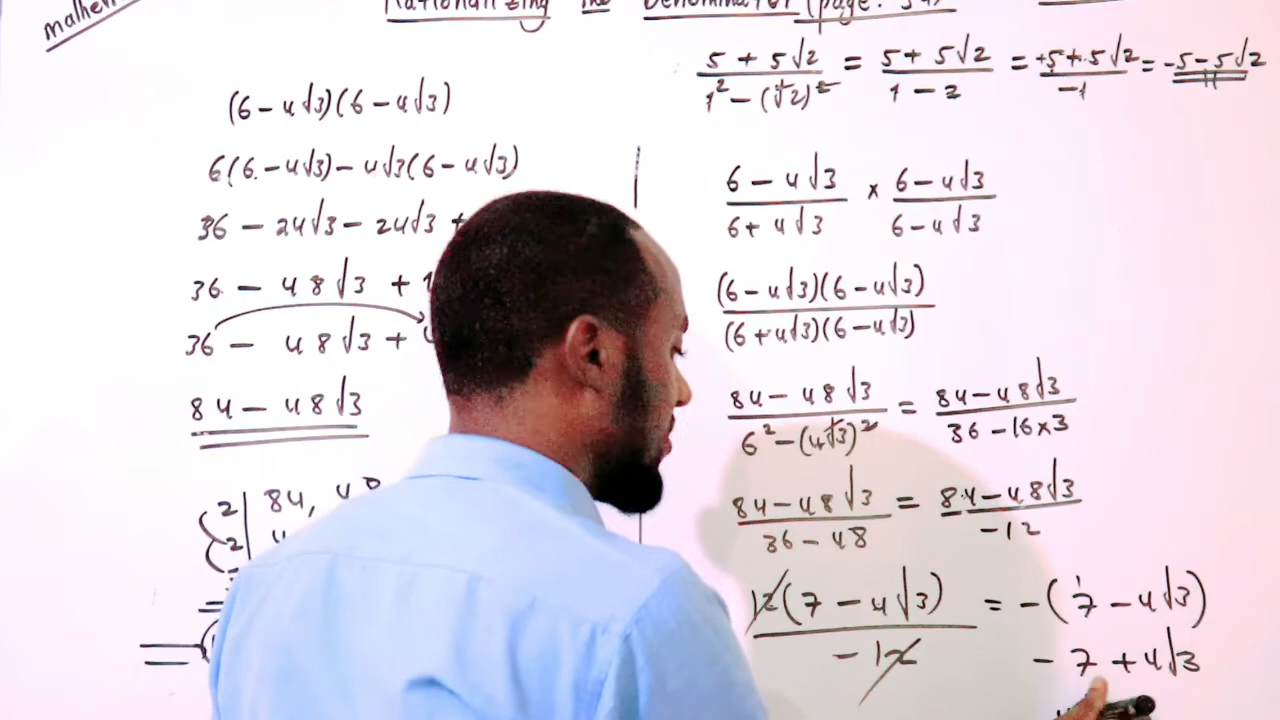 Rationalizing the Denominator (page:
(6 - 4√3)(6 - 4√3)
6(6 - 4√3) - 4√3(6 - 4√3)
36 - 24√3 - 24√3 +
36 - 48√3 +
36 - 48√3 +
84 - 48√3
2 | 84, 48
2 |
(5 + 5√2)/(1² - (√2)²) = (5 + 5√2)/(1 - 2) = (+5 + 5√2)/(-1) = -5 - 5√2
(6 - 4√3)/(6 + 4√3) × (6 - 4√3)/(6 - 4√3)
((6 - 4√3)(6 - 4√3))/((6 + 4√3)(6 - 4√3))
(84 - 48√3)/(6² - (4√3)²) = (84 - 48√3)/(36 - 16×3)
(84 - 48√3)/(36 - 48) = (84 - 48√3)/(-12)
(12(7 - 4√3))/(-12) = -(7 - 4√3)
-7 + 4√3